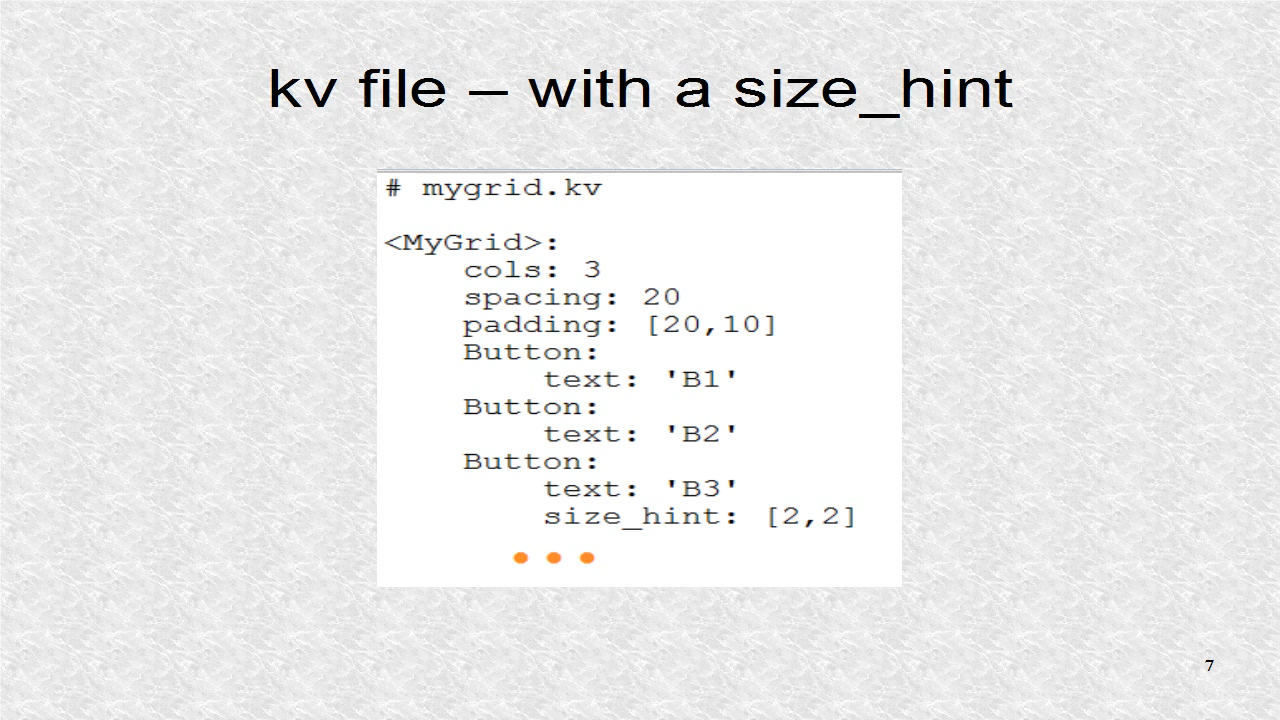 kv file – with a size_hint
# mygrid.kv
<MyGrid>:
    cols: 3
    spacing: 20
    padding: [20,10]
    Button:
        text: 'B1'
    Button:
        text: 'B2'
    Button:
        text: 'B3'
        size_hint: [2,2]
7